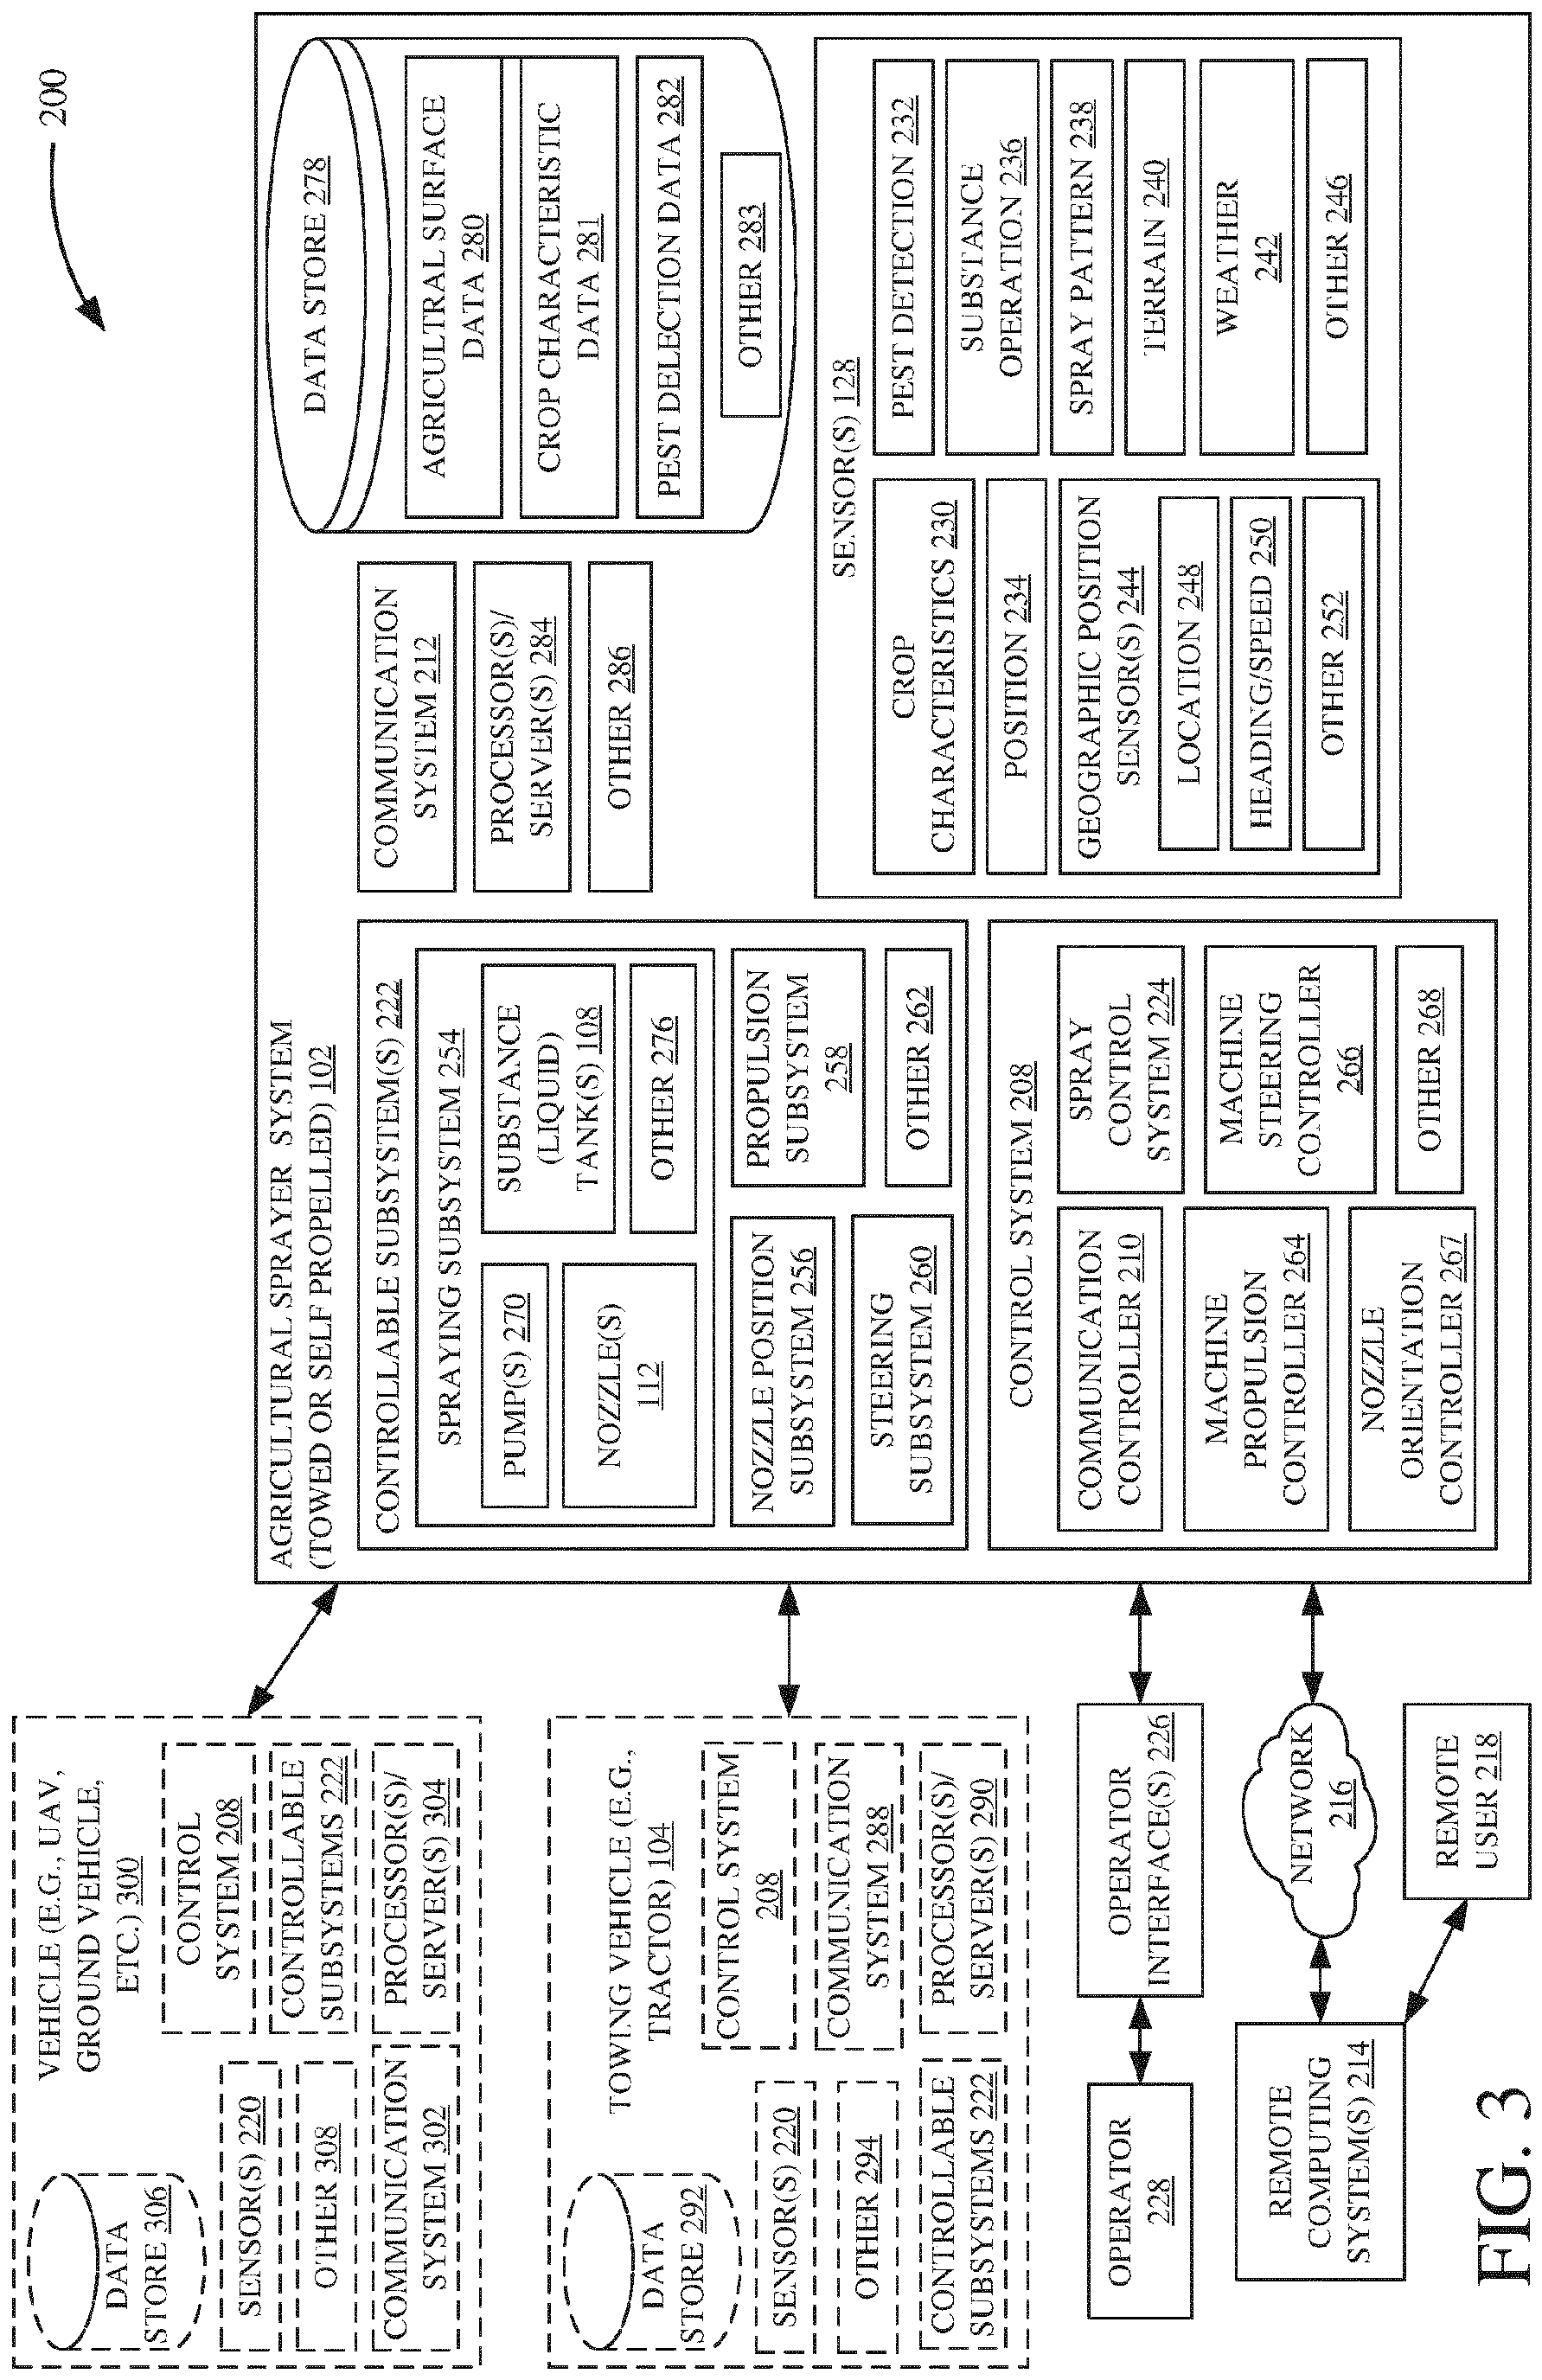 200
VEHICLE (E.G., UAV,
GROUND VEHICLE,
ETC.) 300
DATA
STORE 306
CONTROL
SYSTEM 208
SENSOR(S) 220
CONTROLLABLE
SUBSYSTEMS 222
OTHER 308
PROCESSOR(S)/
SERVER(S) 304
COMMUNICATION
SYSTEM 302
TOWING VEHICLE (E.G.,
TRACTOR) 104
DATA
STORE 292
CONTROL SYSTEM
208
SENSOR(S) 220
COMMUNICATION
SYSTEM 288
OTHER 294
PROCESSOR(S)/
SERVER(S) 290
CONTROLLABLE
SUBSYSTEMS 222
OPERATOR
228
OPERATOR
INTERFACE(S) 226
NETWORK
216
REMOTE
COMPUTING
SYSTEM(S) 214
REMOTE
USER 218
AGRICULTURAL SPRAYER SYSTEM
(TOWED OR SELF PROPELLED) 102
CONTROLLABLE SUBSYSTEM(S) 222
SPRAYING SUBSYSTEM 254
PUMP(S) 270
SUBSTANCE
(LIQUID)
TANK(S) 108
NOZZLE(S)
112
OTHER 276
NOZZLE POSITION
SUBSYSTEM 256
PROPULSION
SUBSYSTEM
258
STEERING
SUBSYSTEM 260
OTHER 262
CONTROL SYSTEM 208
COMMUNICATION
CONTROLLER 210
SPRAY
CONTROL
SYSTEM 224
MACHINE
PROPULSION
CONTROLLER 264
MACHINE
STEERING
CONTROLLER
266
NOZZLE
ORIENTATION
CONTROLLER 267
OTHER 268
COMMUNICATION
SYSTEM 212
PROCESSOR(S)/
SERVER(S) 284
OTHER 286
DATA STORE 278
AGRICULTRAL SURFACE
DATA 280
CROP CHARACTERISTIC
DATA 281
PEST DELECTION DATA 282
OTHER 283
SENSOR(S) 128
CROP
CHARACTERISTICS 230
PEST DETECTION 232
POSITION 234
SUBSTANCE
OPERATION 236
SPRAY PATTERN 238
TERRAIN 240
WEATHER
242
OTHER 246
GEOGRAPHIC POSITION
SENSOR(S) 244
LOCATION 248
HEADING/SPEED 250
OTHER 252
FIG. 3